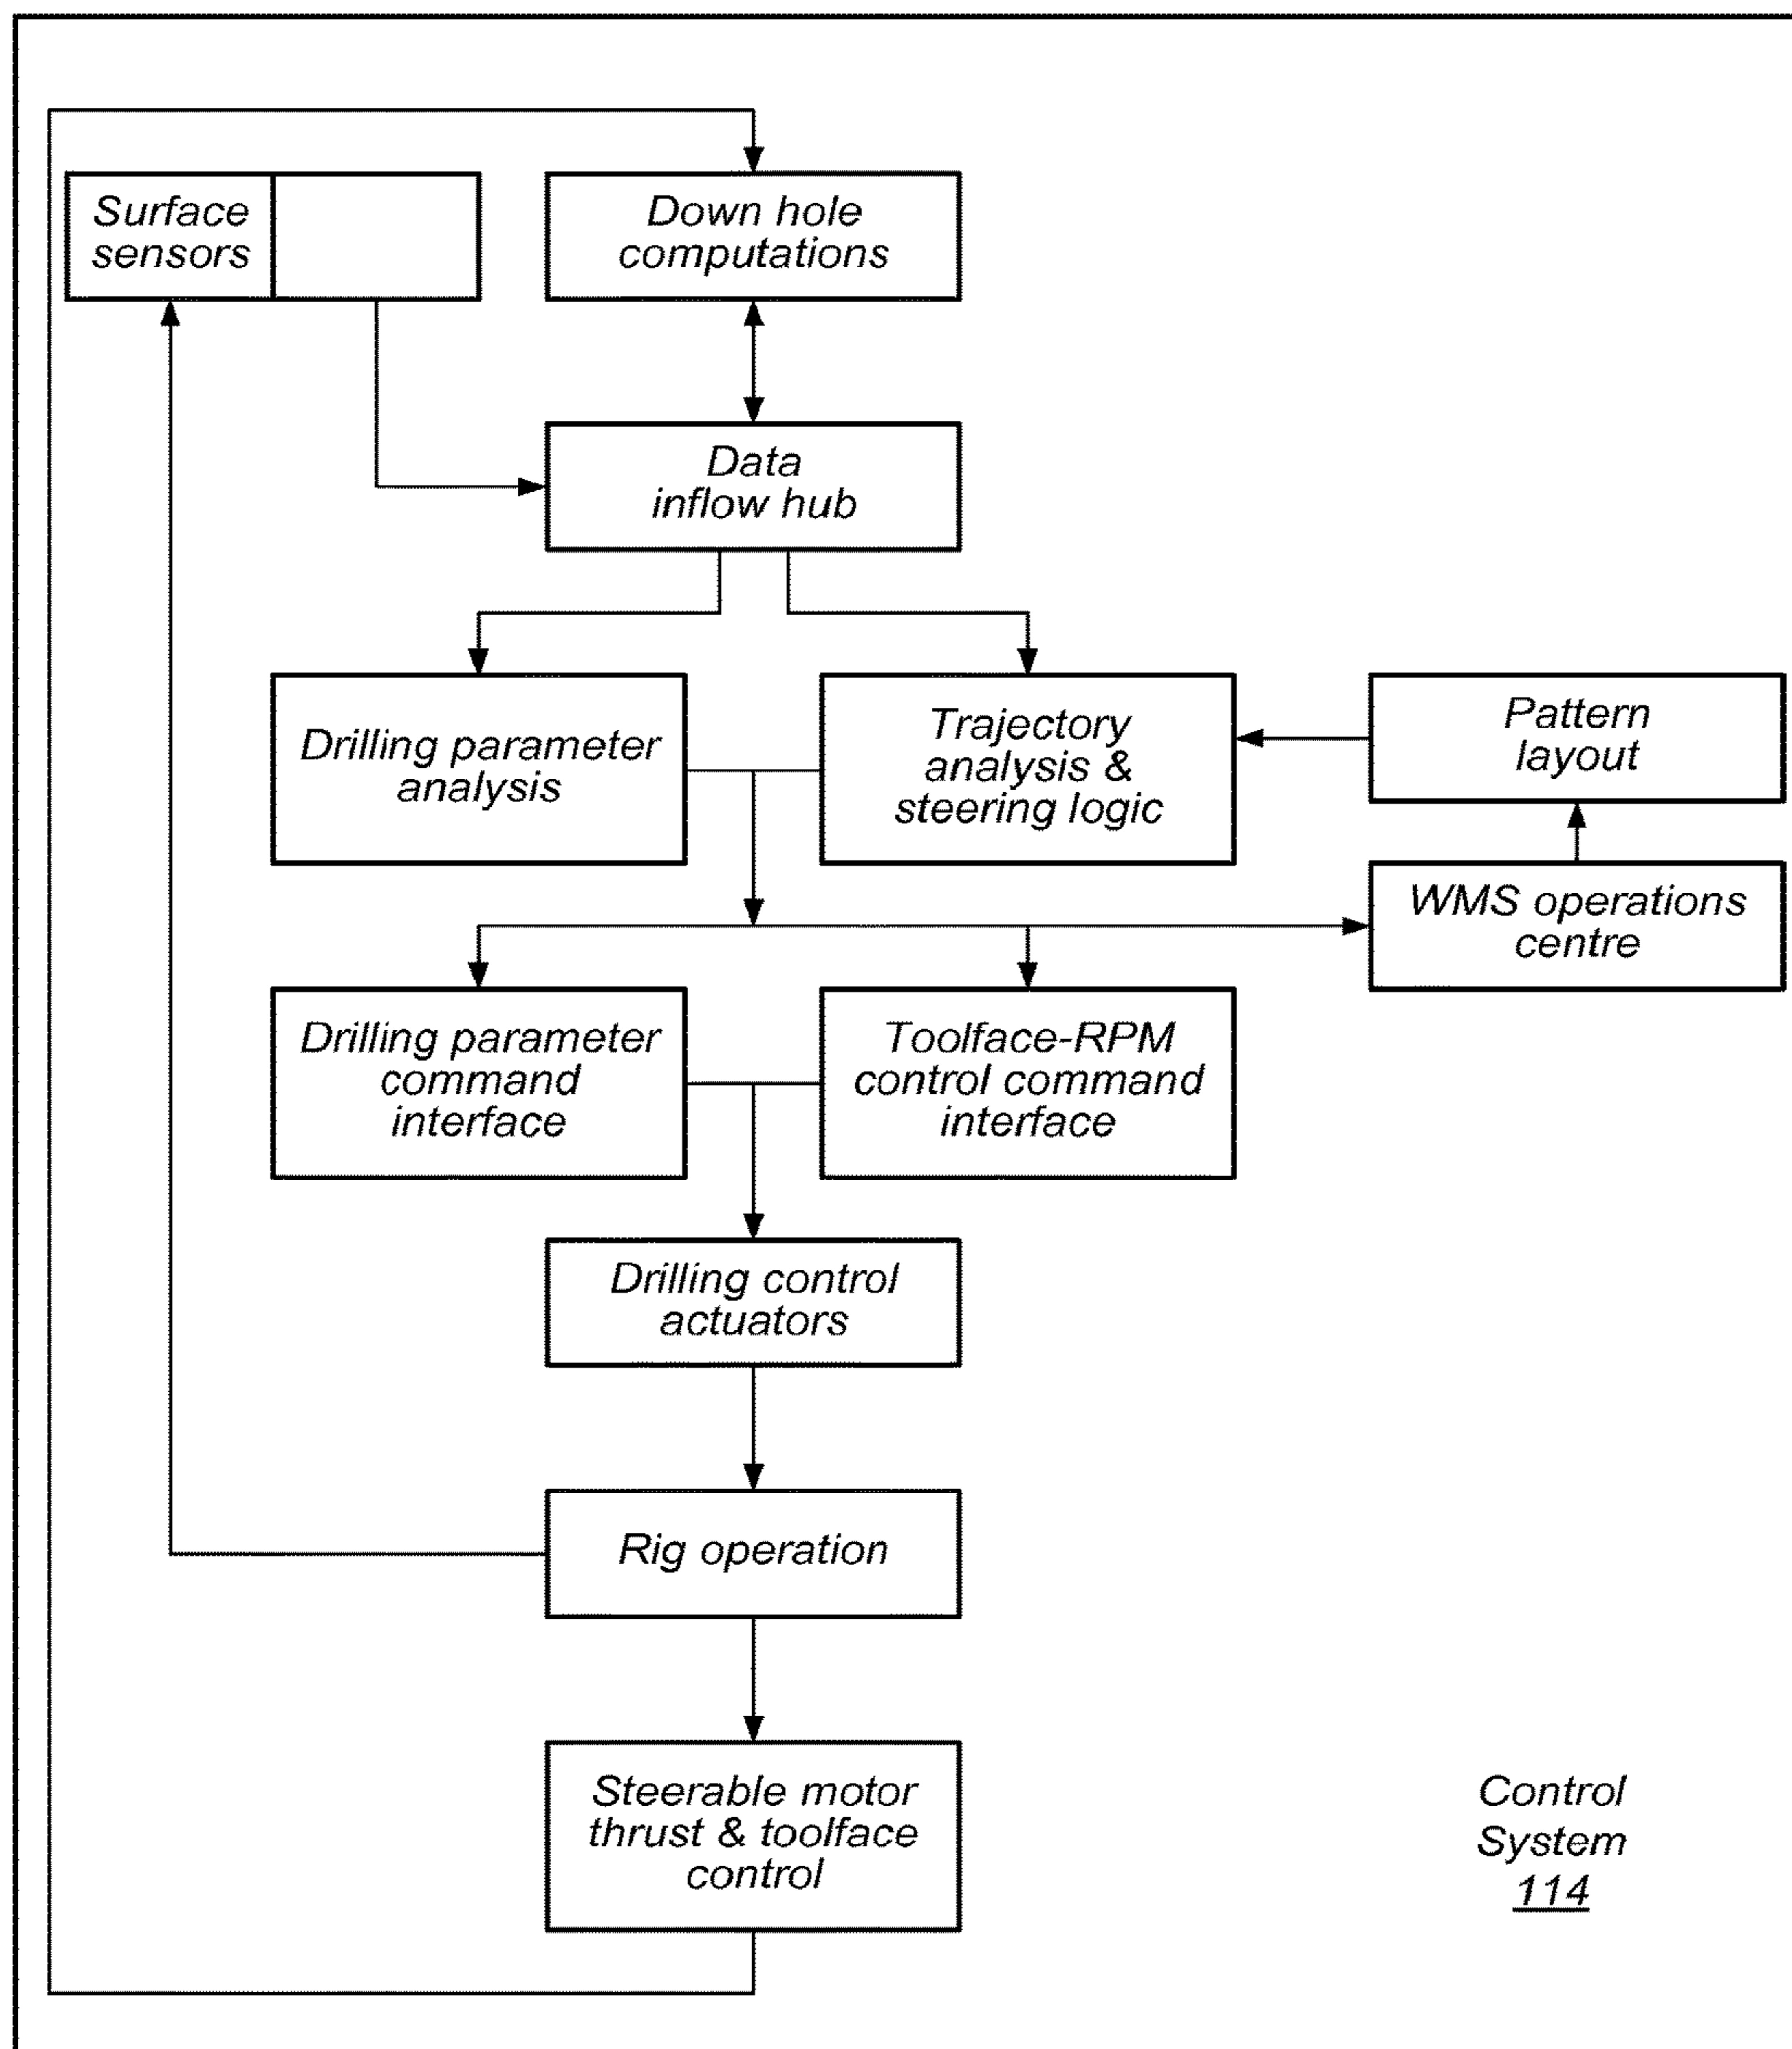 Surface
sensors
Down hole
computations
Data
inflow hub
Drilling parameter
analysis
Trajectory
analysis &
steering logic
Pattern
layout
WMS operations
centre
Drilling parameter
command
interface
Toolface-RPM
control command
interface
Drilling control
actuators
Rig operation
Steerable motor
thrust & toolface
control
Control
System
114